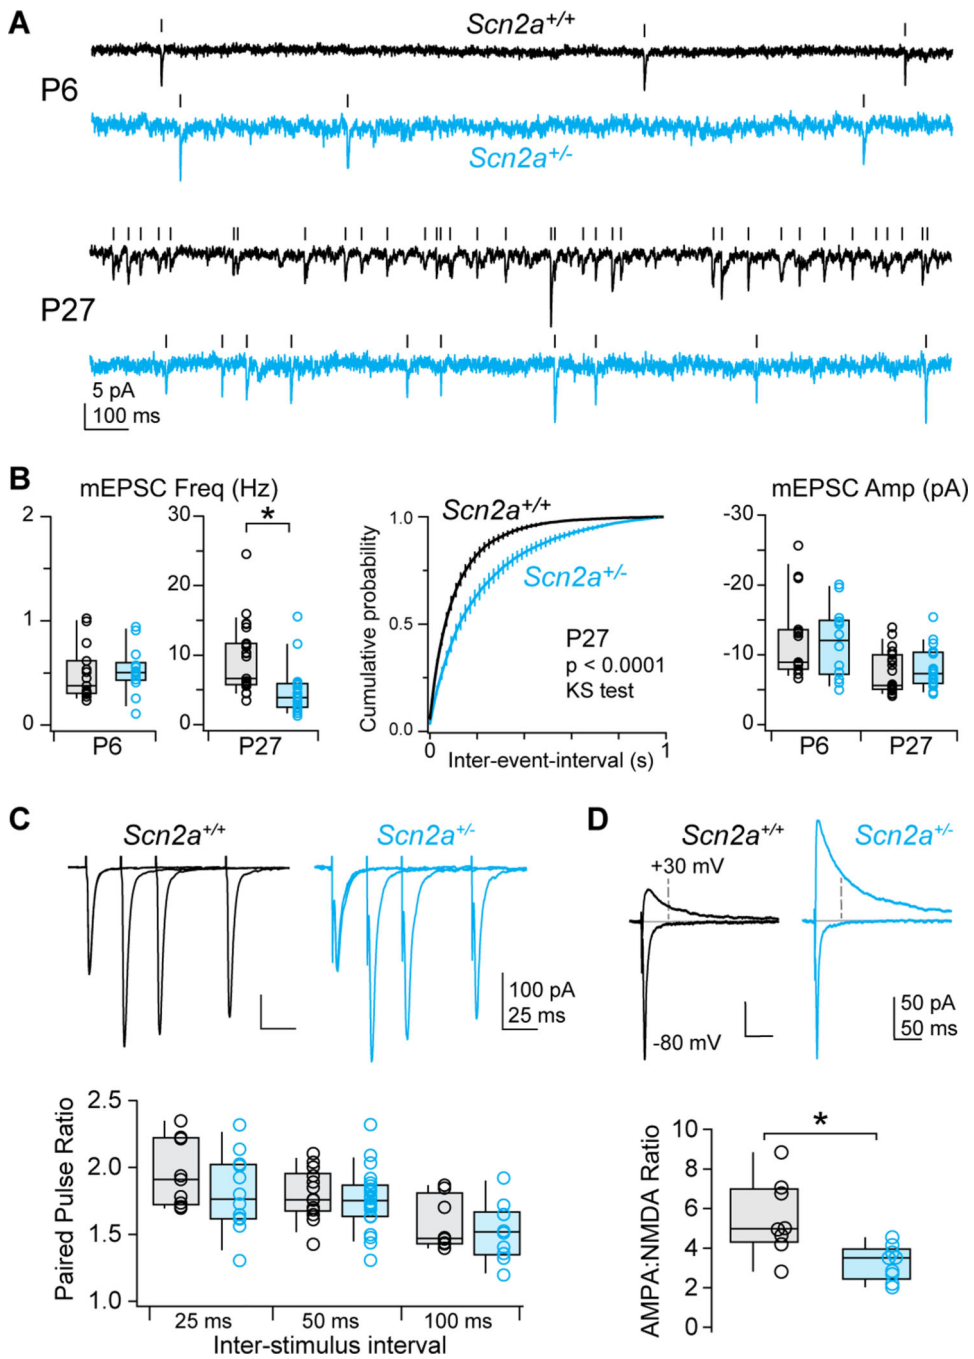 A
Scn2a+/+
P6
Scn2a+/-
P27
5 pA
100 ms
B
mEPSC Freq (Hz)
2
1
0
P6
30
20
10
0
*
P27
Cumulative probability
1.0
0.5
0.0
Scn2a+/+
Scn2a+/-
P27
p < 0.0001
KS test
0
1
Inter-event-interval (s)
mEPSC Amp (pA)
-30
-20
-10
0
P6
P27
C
Scn2a+/+
Scn2a+/-
100 pA
25 ms
Paired Pulse Ratio
2.5
2.0
1.5
1.0
25 ms
50 ms
100 ms
Inter-stimulus interval
D
Scn2a+/+
Scn2a+/-
+30 mV
-80 mV
50 pA
50 ms
AMPA:NMDA Ratio
10
8
6
4
2
0
*